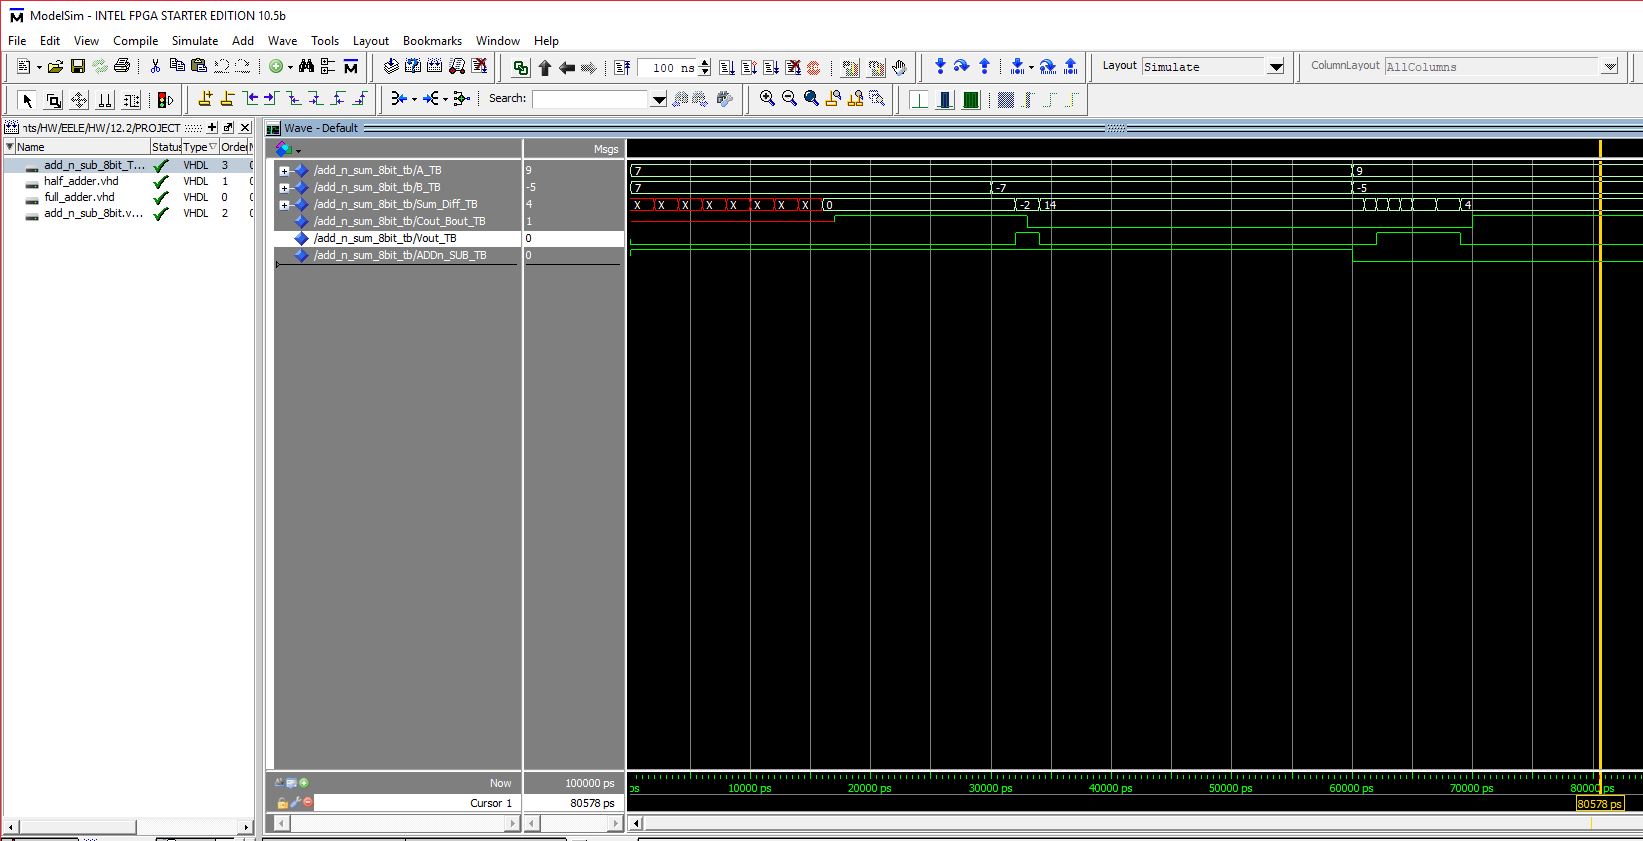 ModelSim - INTEL FPGA STARTER EDITION 10.5b
File Edit View Compile Simulate Add Wave Tools Layout Bookmarks Window Help
100 ns Layout Simulate ColumnLayout AllColumns
Search:
nts/HW/EELE/HW/12.2/PROJECT
Wave - Default
Name Status Type Order
add_n_sub_8bit_T... VHDL 3
half_adder.vhd VHDL 1
full_adder.vhd VHDL 0
add_n_sub_8bit.v... VHDL 2
Msgs
/add_n_sum_8bit_tb/A_TB 9 7 9
/add_n_sum_8bit_tb/B_TB -5 7 -7 -5
/add_n_sum_8bit_tb/Sum_Diff_TB 4 X X X X X X X X 0 -2 14 4
/add_n_sum_8bit_tb/Cout_Bout_TB 1
/add_n_sum_8bit_tb/Vout_TB 0
/add_n_sum_8bit_tb/ADDn_SUB_TB 0
Now 100000 ps
ps 10000 ps 20000 ps 30000 ps 40000 ps 50000 ps 60000 ps 70000 ps 80000 ps
Cursor 1 80578 ps
80578 ps